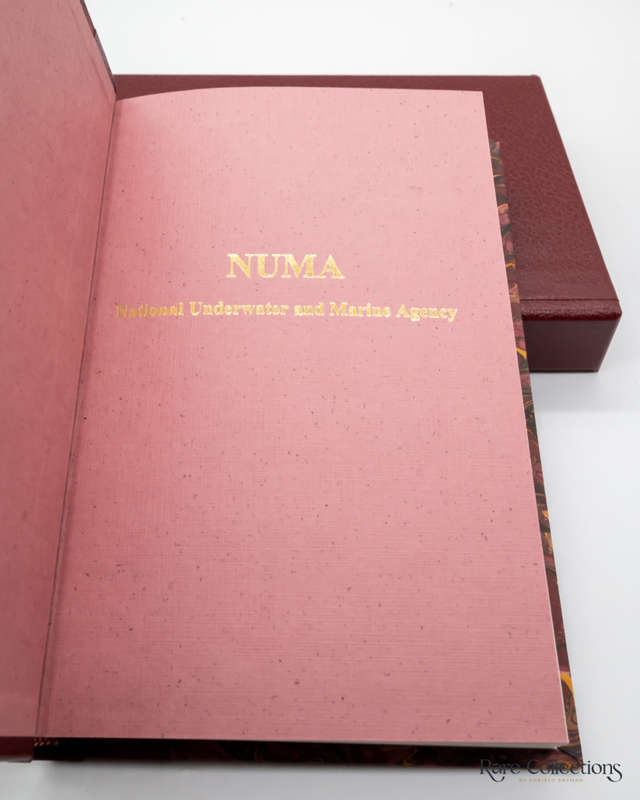 NUMA
National Underwater and Marine Agency
Rare Collections